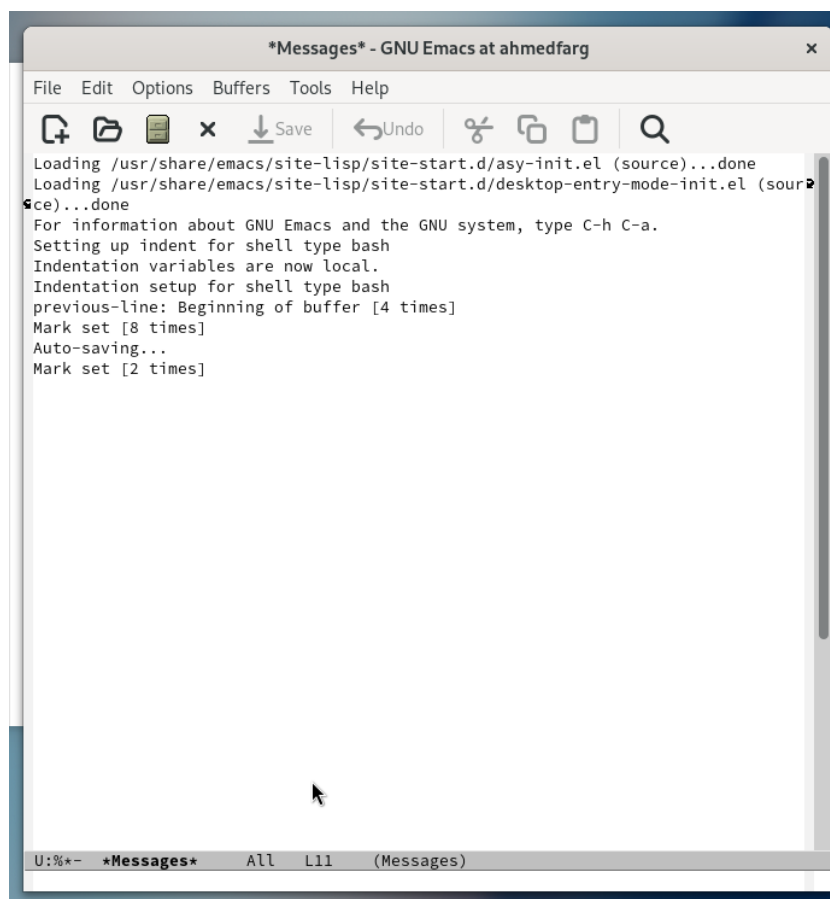 *Messages* - GNU Emacs at ahmedfarg
File Edit Options Buffers Tools Help
Save Undo
Loading /usr/share/emacs/site-lisp/site-start.d/asy-init.el (source)...done
Loading /usr/share/emacs/site-lisp/site-start.d/desktop-entry-mode-init.el (sour
ce)...done
For information about GNU Emacs and the GNU system, type C-h C-a.
Setting up indent for shell type bash
Indentation variables are now local.
Indentation setup for shell type bash
previous-line: Beginning of buffer [4 times]
Mark set [8 times]
Auto-saving...
Mark set [2 times]
U:%*- *Messages* All L11 (Messages)